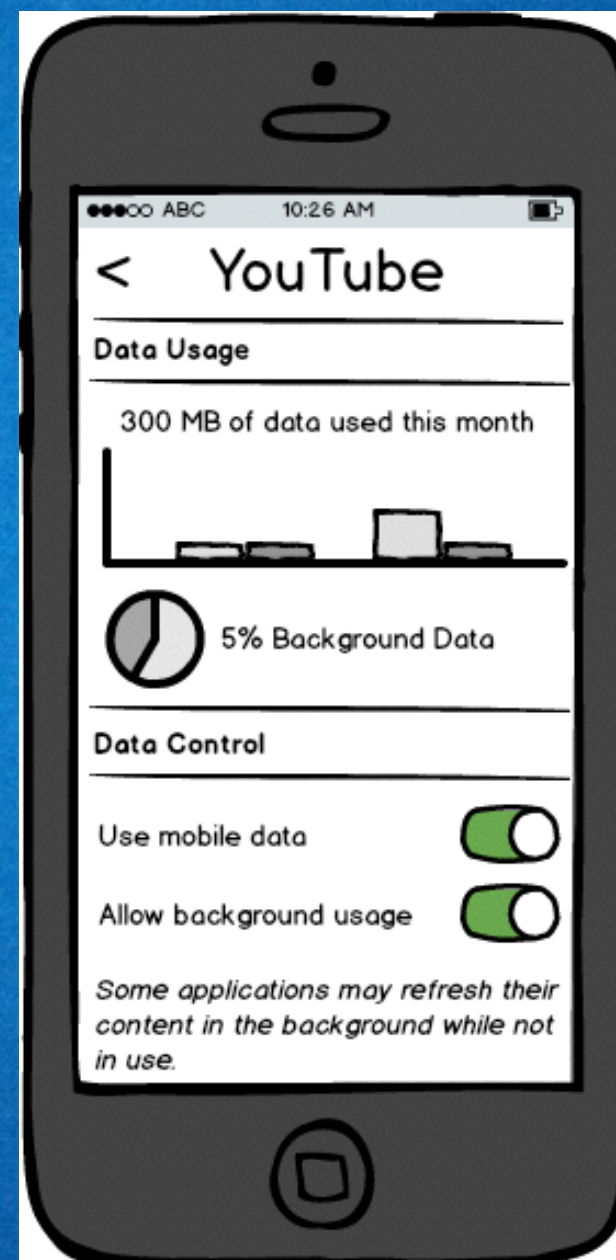 ABC 10:26 AM
< YouTube
Data Usage
300 MB of data used this month
5% Background Data
Data Control
Use mobile data
Allow background usage
Some applications may refresh their
content in the background while not
in use.